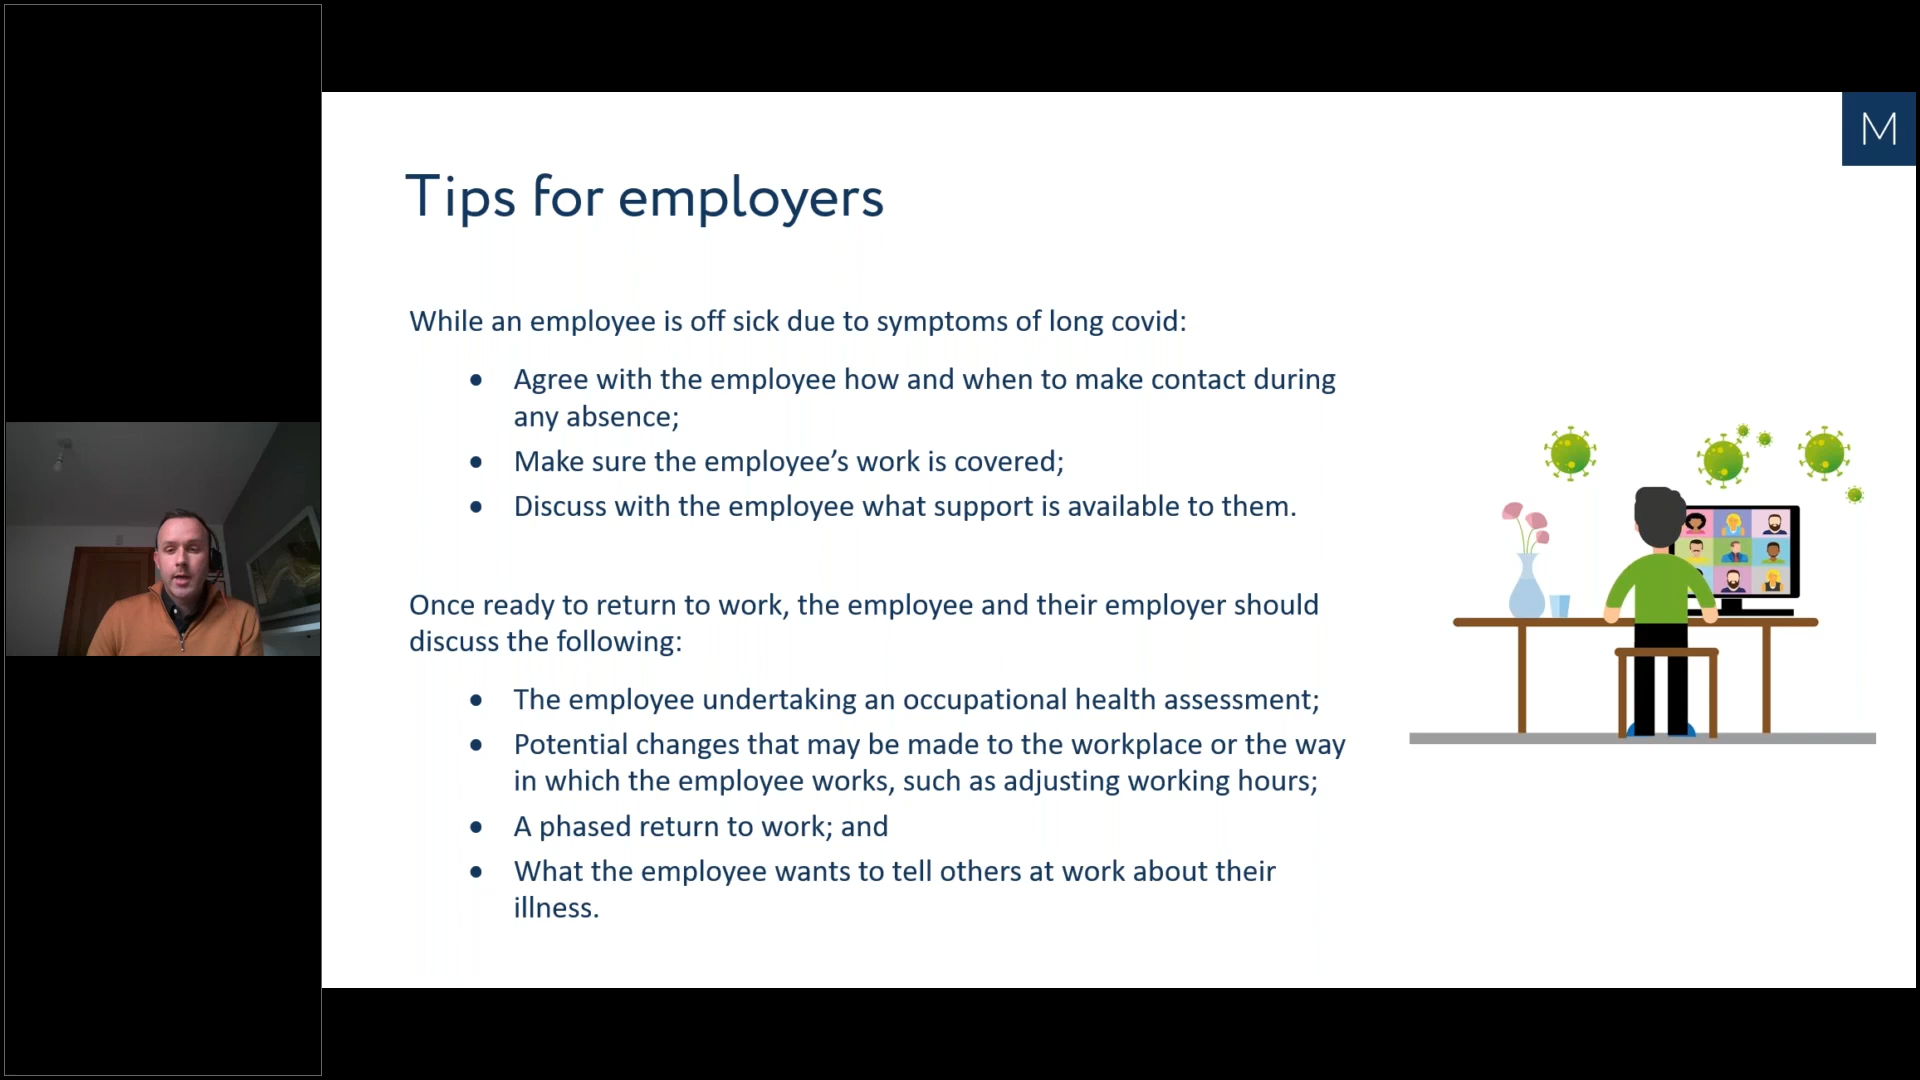 M
Tips for employers
While an employee is off sick due to symptoms of long covid:
• Agree with the employee how and when to make contact during
any absence;
• Make sure the employee’s work is covered;
• Discuss with the employee what support is available to them.
Once ready to return to work, the employee and their employer should
discuss the following:
• The employee undertaking an occupational health assessment;
• Potential changes that may be made to the workplace or the way
in which the employee works, such as adjusting working hours;
• A phased return to work; and
• What the employee wants to tell others at work about their
illness.